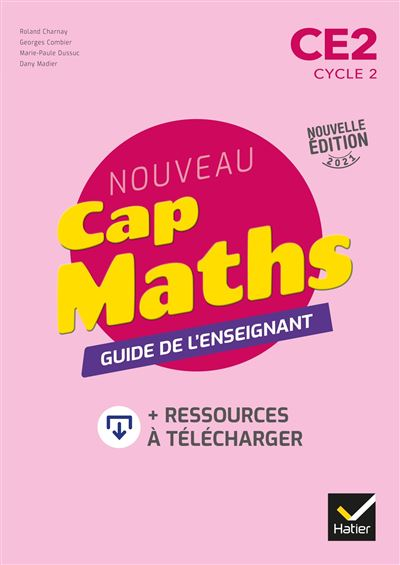 Roland Charnay
Georges Combier
Marie-Paule Dussuc
Dany Madier
CE2
CYCLE 2
NOUVELLE
ÉDITION
2021
NOUVEAU
Cap
Maths
GUIDE DE L'ENSEIGNANT
+ RESSOURCES
À TÉLÉCHARGER
Hatier